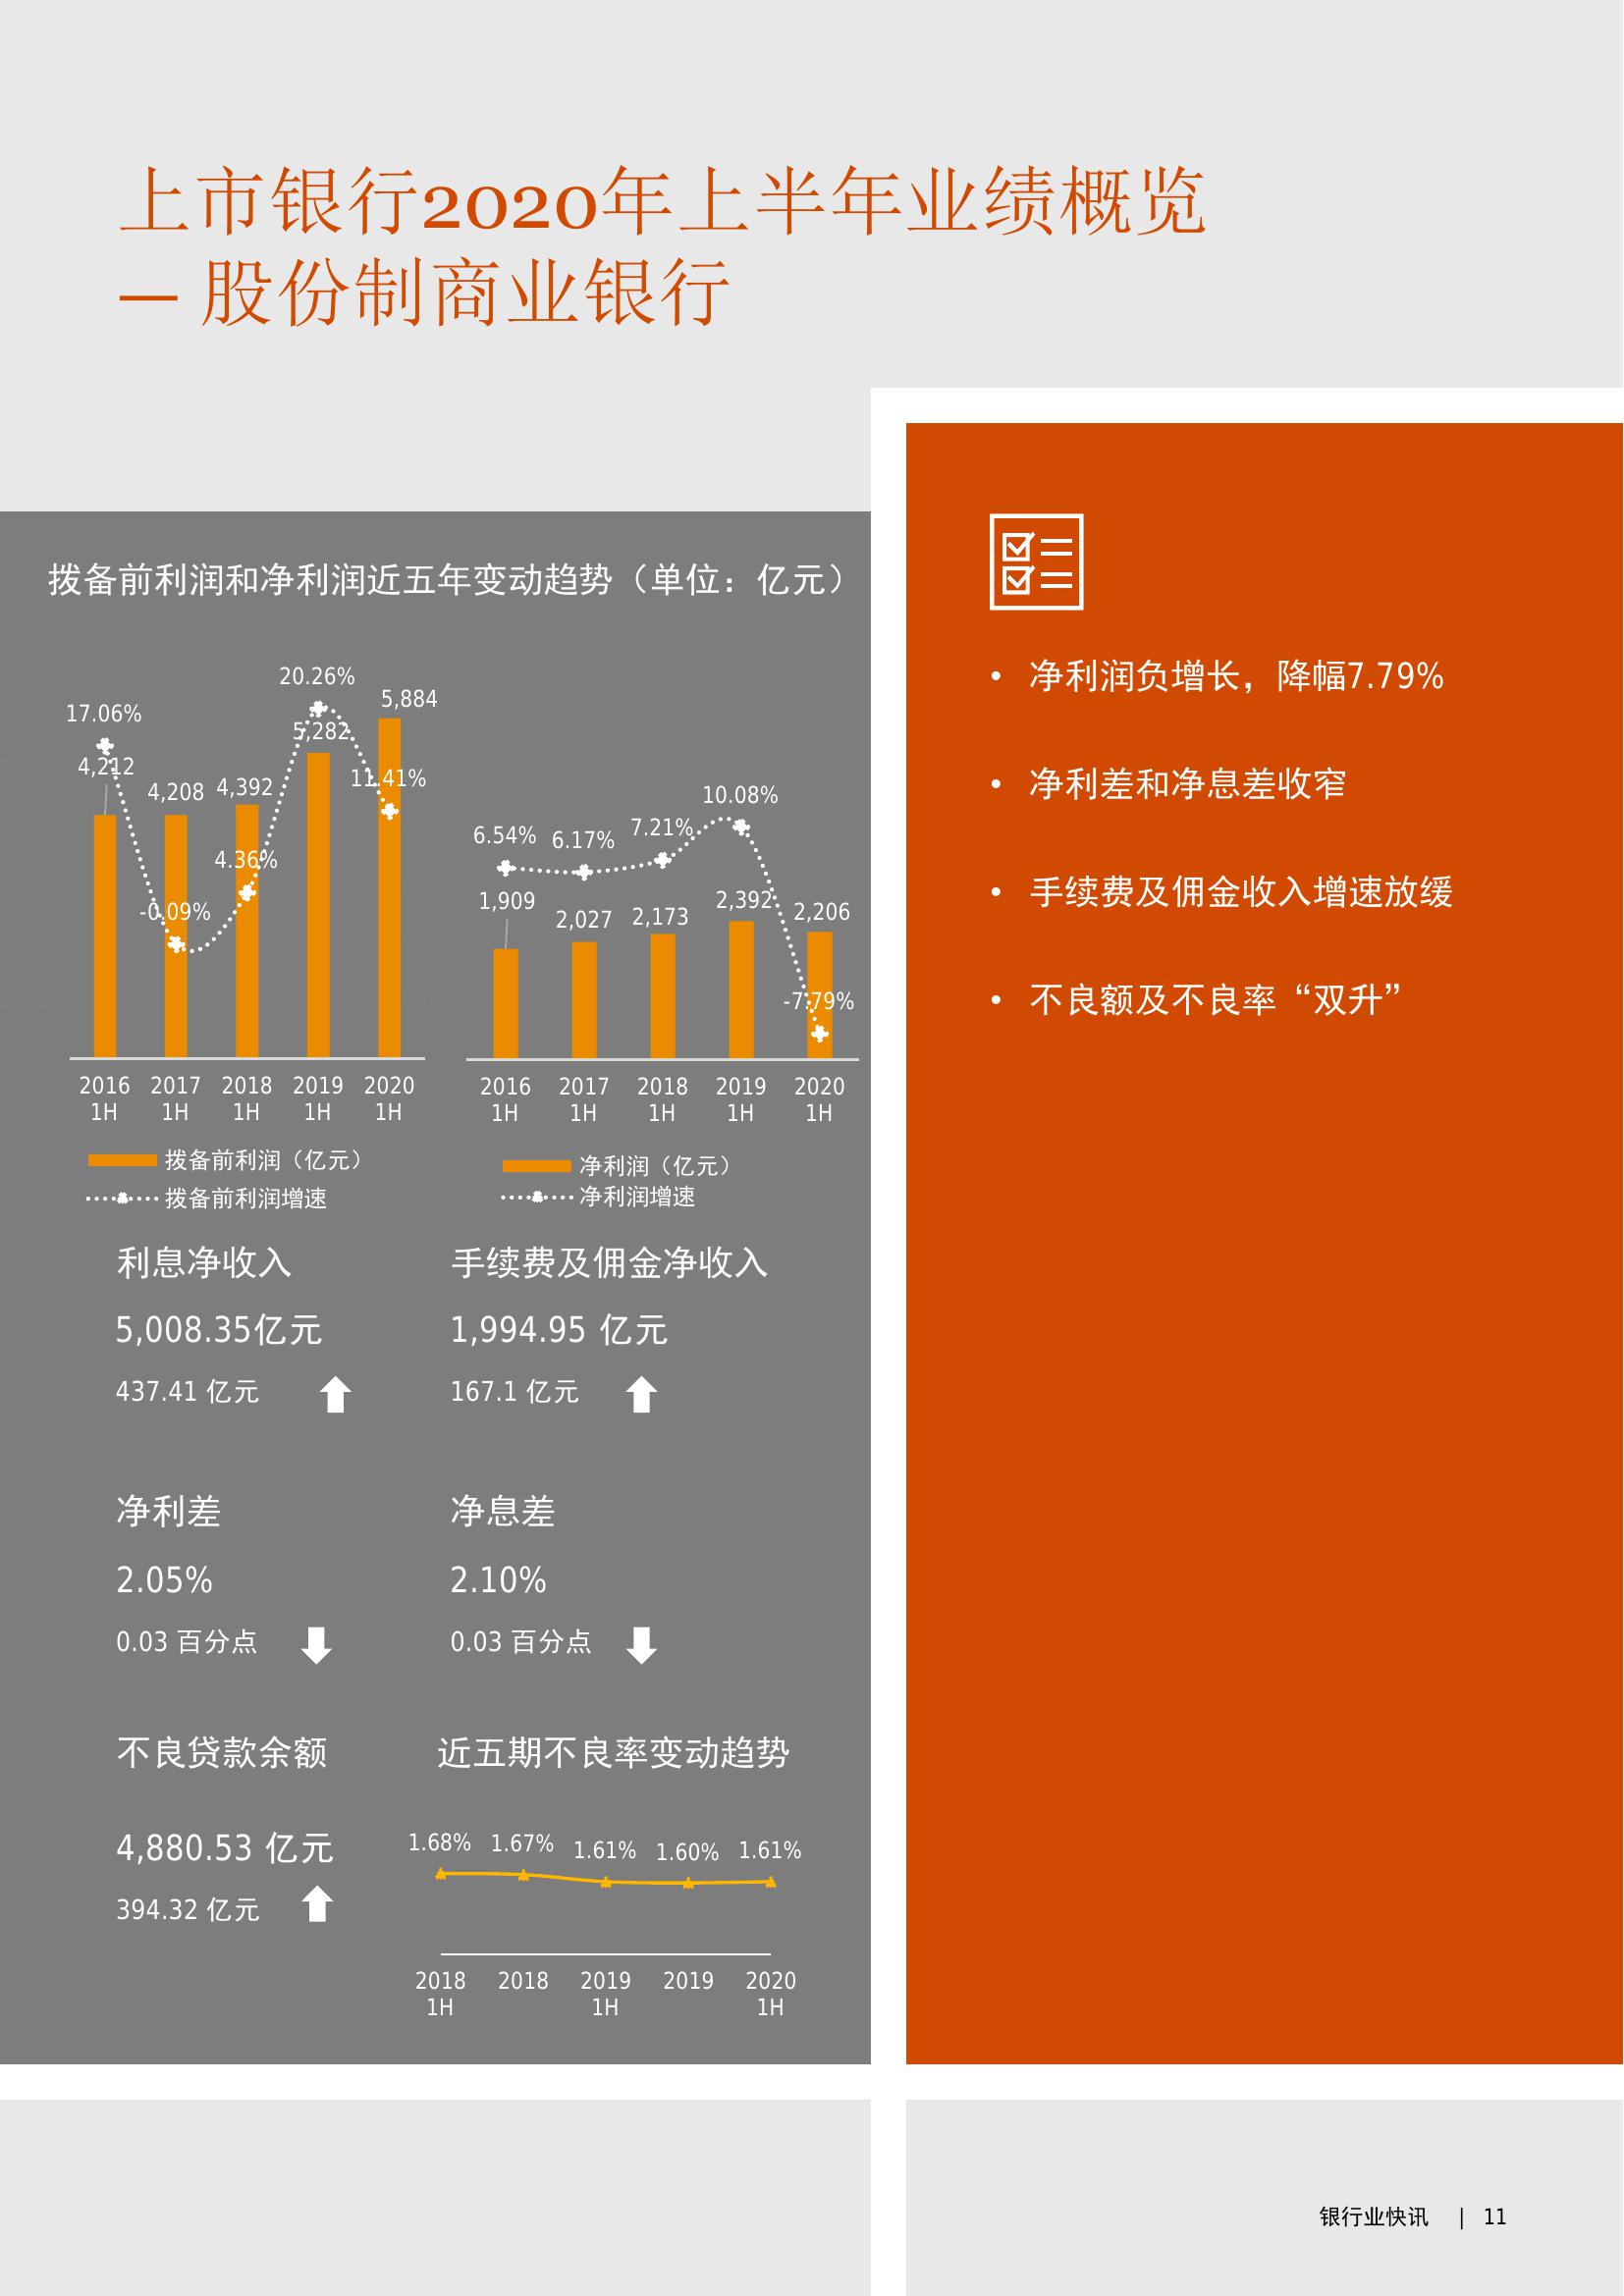 上市银行2020年上半年业绩概览
— 股份制商业银行
拨备前利润和净利润近五年变动趋势（单位：亿元）
17.06%
-0.09%
4.36%
20.26%
11.41%
4,212
4,208
4,392
5,282
5,884
2016 2017 2018 2019 2020
1H 1H 1H 1H 1H
拨备前利润（亿元）
拨备前利润增速
6.54%
6.17%
7.21%
10.08%
-7.79%
1,909
2,027
2,173
2,392
2,206
2016 2017 2018 2019 2020
1H 1H 1H 1H 1H
净利润（亿元）
净利润增速
利息净收入
5,008.35亿元
437.41 亿元
手续费及佣金净收入
1,994.95 亿元
167.1 亿元
净利差
2.05%
0.03 百分点
净息差
2.10%
0.03 百分点
不良贷款余额
4,880.53 亿元
394.32 亿元
近五期不良率变动趋势
1.68% 1.67% 1.61% 1.60% 1.61%
2018 2018 2019 2019 2020
1H 1H 1H
• 净利润负增长，降幅7.79%
• 净利差和净息差收窄
• 手续费及佣金收入增速放缓
• 不良额及不良率“双升”
银行业快讯 | 11